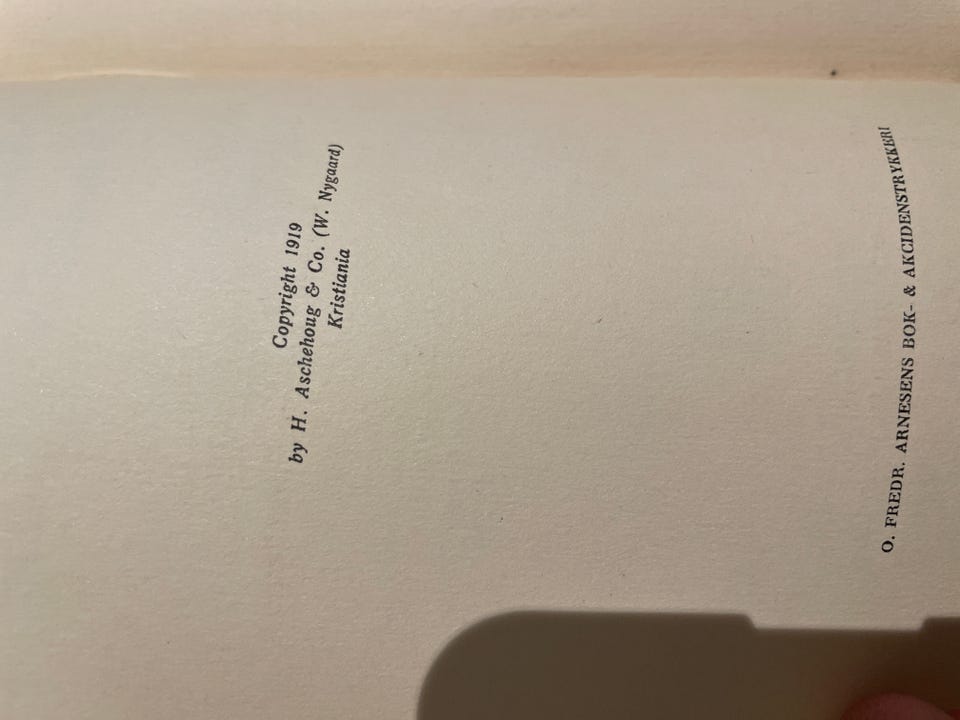 Copyright 1919
by H. Aschehoug & Co. (W. Nygaard)
Kristiania
O. FREDR. ARNESENS BOK- & AKCIDENSTRYKKERI